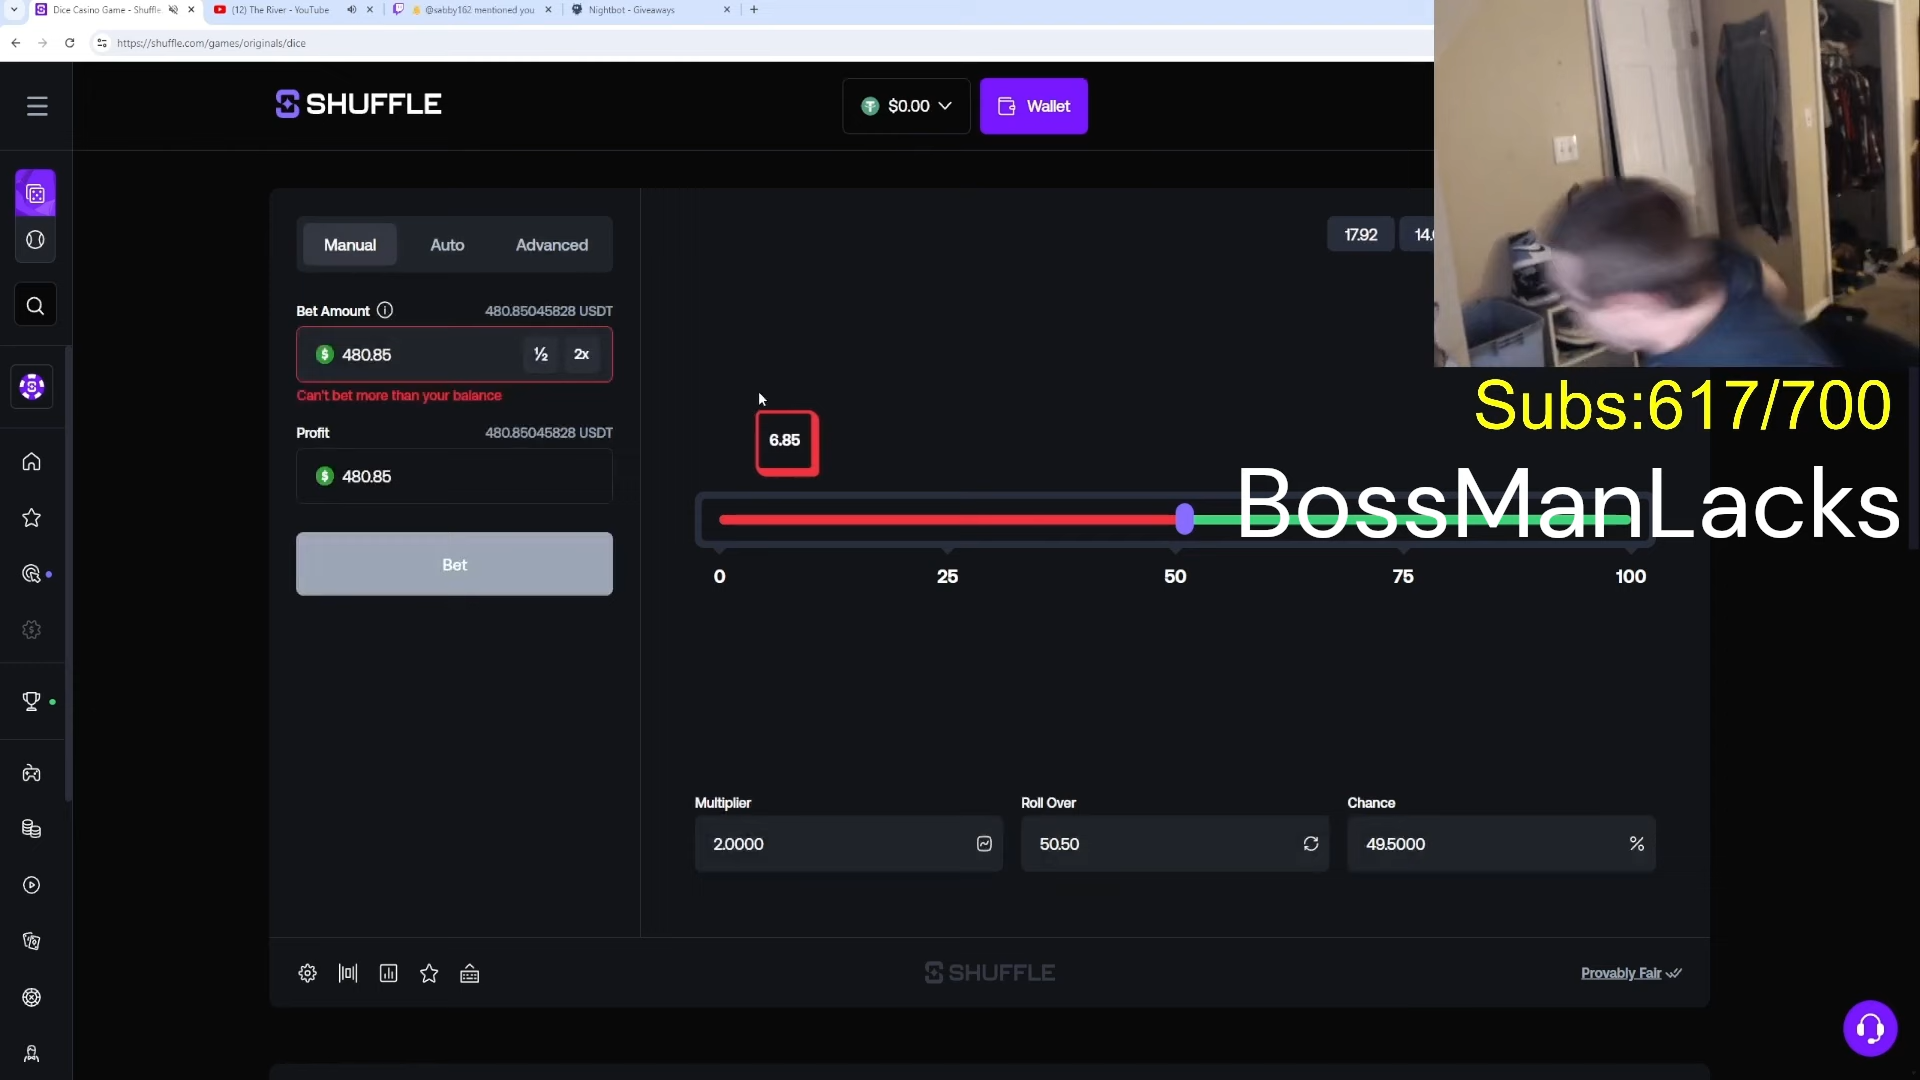 Dice Casino Game - Shuffle
(12) The River - YouTube
@sabby162 mentioned you
Nightbot - Giveaways
https://shuffle.com/games/originals/dice
SHUFFLE
$0.00
Wallet
Manual
Auto
Advanced
17.92
Bet Amount
480.85045828 USDT
480.85
½
2x
Can't bet more than your balance
Profit
480.85045828 USDT
480.85
Bet
6.85
Subs:617/700
BossManLacks
0
25
50
75
100
Multiplier
2.0000
Roll Over
50.50
Chance
49.5000
%
SHUFFLE
Provably Fair